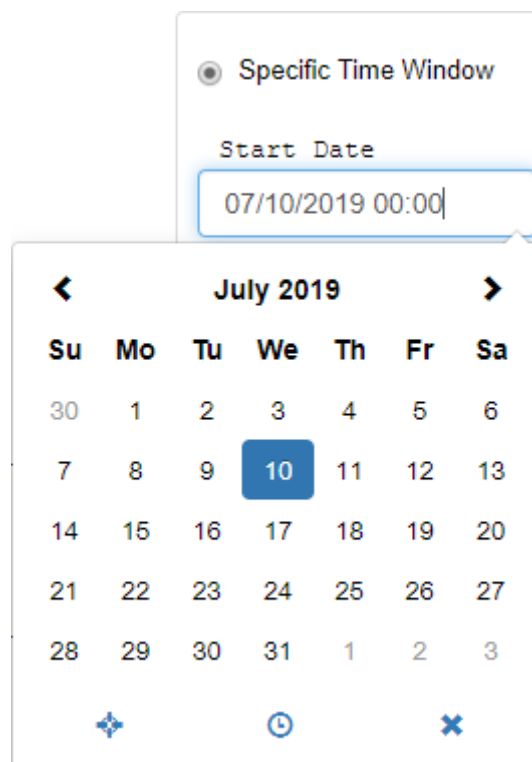 Specific Time Window
Start Date
07/10/2019 00:00
July 2019
Su Mo Tu We Th Fr Sa
30 1 2 3 4 5 6
7 8 9 10 11 12 13
14 15 16 17 18 19 20
21 22 23 24 25 26 27
28 29 30 31 1 2 3